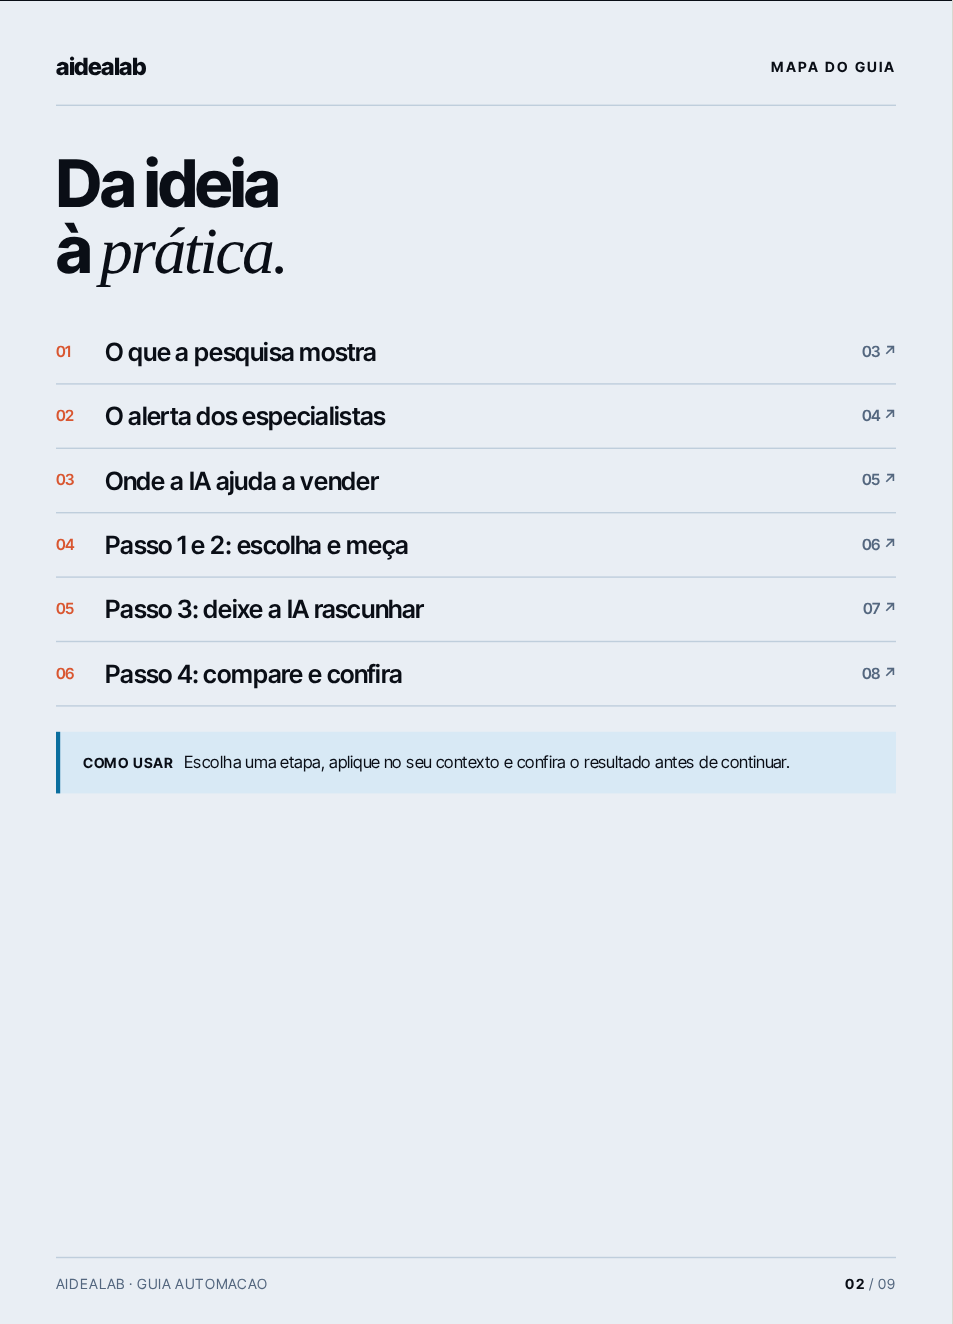 aidealab
MAPA DO GUIA
Da ideia
à prática.
01 O que a pesquisa mostra 03 ↗
02 O alerta dos especialistas 04 ↗
03 Onde a IA ajuda a vender 05 ↗
04 Passo 1 e 2: escolha e meça 06 ↗
05 Passo 3: deixe a IA rascunhar 07 ↗
06 Passo 4: compare e confira 08 ↗
COMO USAR Escolha uma etapa, aplique no seu contexto e confira o resultado antes de continuar.
AIDEALAB · GUIA AUTOMACAO
02 / 09